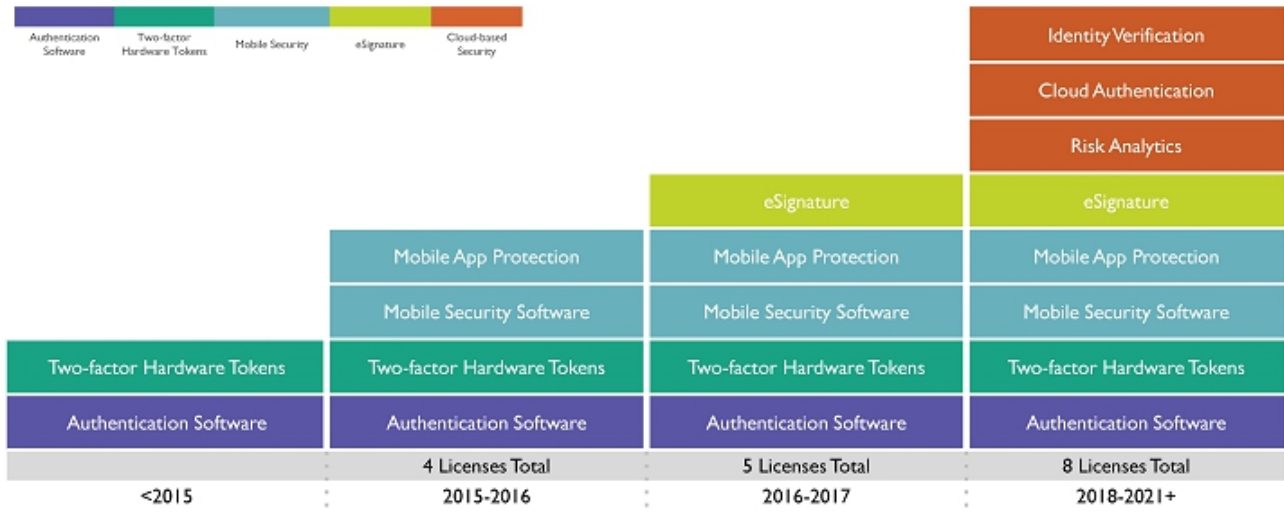 Authentication
Software
Two-factor
Hardware Tokens
Mobile Security
eSignature
Cloud-based
Security
Identity Verification
Cloud Authentication
Risk Analytics
eSignature
eSignature
Mobile App Protection
Mobile App Protection
Mobile App Protection
Mobile Security Software
Mobile Security Software
Mobile Security Software
Two-factor Hardware Tokens
Two-factor Hardware Tokens
Two-factor Hardware Tokens
Two-factor Hardware Tokens
Authentication Software
Authentication Software
Authentication Software
Authentication Software
4 Licenses Total
5 Licenses Total
8 Licenses Total
<2015
2015-2016
2016-2017
2018-2021+